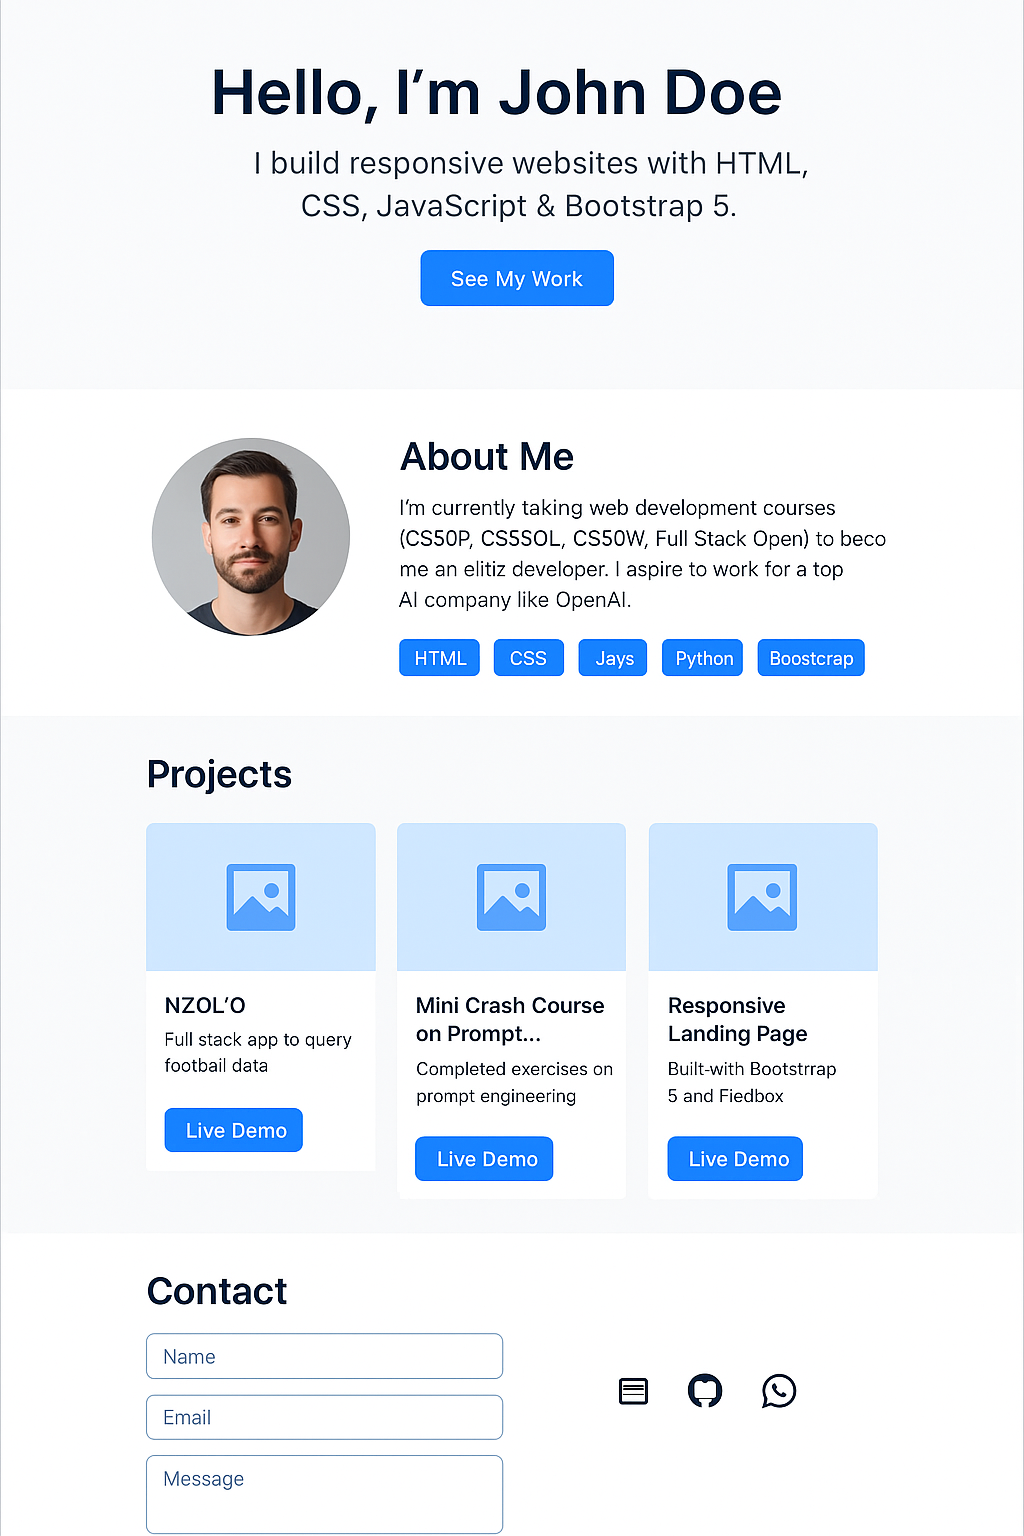 Hello, I’m John Doe
I build responsive websites with HTML,
CSS, JavaScript & Bootstrap 5.
See My Work
About Me
I’m currently taking web development courses
(CS50P, CS5SOL, CS50W, Full Stack Open) to beco
me an elitiz developer. I aspire to work for a top
AI company like OpenAI.
HTML
CSS
Jays
Python
Boostcrap
Projects
NZOL’O
Full stack app to query
footbail data
Live Demo
Mini Crash Course
on Prompt...
Completed exercises on
prompt engineering
Live Demo
Responsive
Landing Page
Built-with Bootstrrap
5 and Fiedbox
Live Demo
Contact
Name
Email
Message